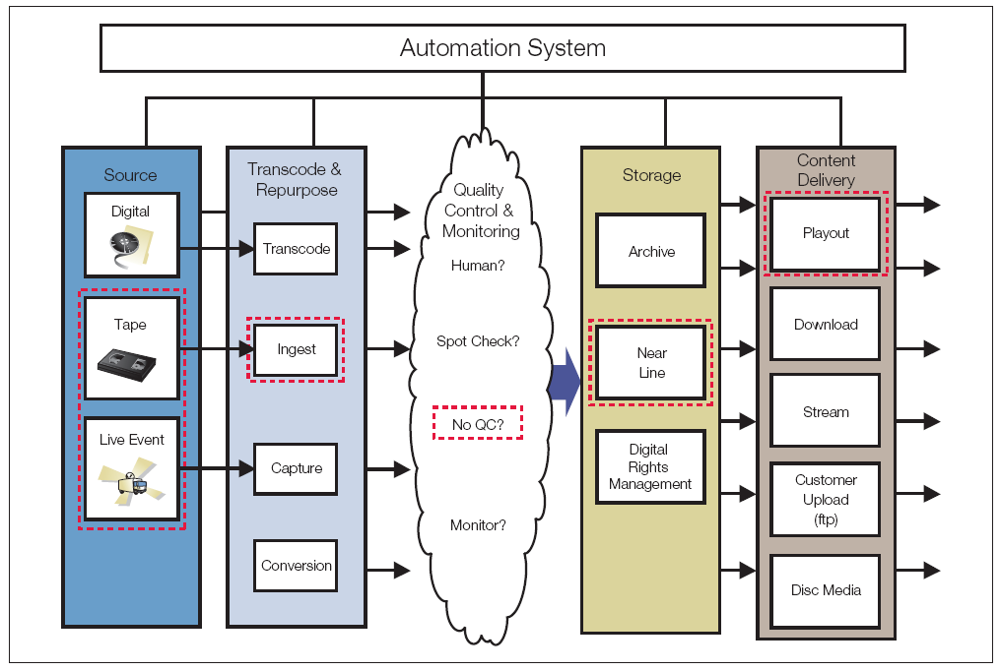 Automation System
Source
Digital
Tape
Live Event
Transcode &
Repurpose
Transcode
Ingest
Capture
Conversion
Quality
Control &
Monitoring
Human?
Spot Check?
No QC?
Monitor?
Storage
Archive
Near
Line
Digital
Rights
Management
Content
Delivery
Playout
Download
Stream
Customer
Upload
(ftp)
Disc Media